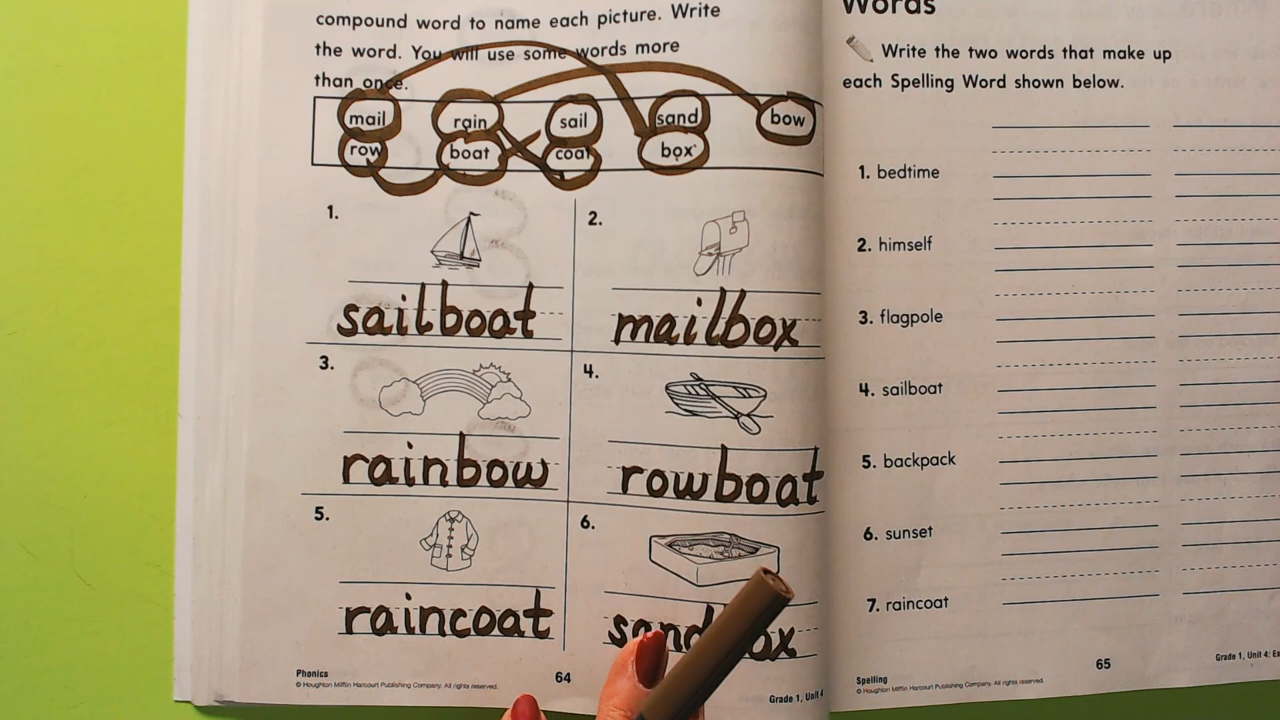 compound word to name each picture. Write
the word. You will use some words more
than once.
mail rain sail sand bow
row boat coat box
1. 2.
sailboat mailbox
3. 4.
rainbow rowboat
5. 6.
raincoat
Phonics
© Houghton Mifflin Harcourt Publishing Company. All rights reserved.
64
Grade 1, Unit 4
Words
Write the two words that make up
each Spelling Word shown below.
1. bedtime
2. himself
3. flagpole
4. sailboat
5. backpack
6. sunset
7. raincoat
Spelling
© Houghton Mifflin Harcourt Publishing Company. All rights reserved.
65
Grade 1, Unit 4: